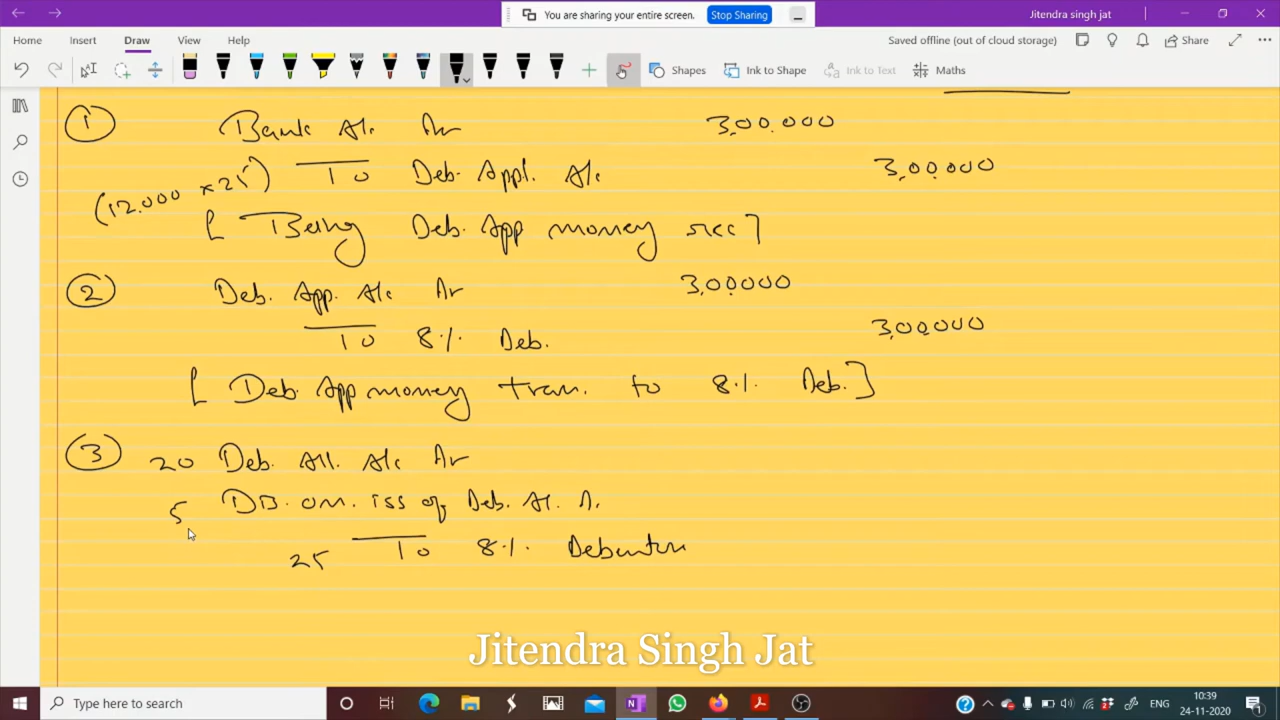 You are sharing your entire screen. Stop Sharing
Jitendra singh jat
Home Insert Draw View Help
Saved offline (out of cloud storage)
Share
Shapes Ink to Shape Ink to Text Maths
1 Bank A/c Dr 3,00,000
(12,000 x 25) To Deb. Appl. A/c 3,00,000
[ Being Deb. App money rec ]
2 Deb. App. A/c Dr 3,00,000
To 8% Deb. 3,00,000
[ Deb. App money tran. to 8% Deb. ]
3 20 Deb. All. A/c Dr
5 Dis. on. iss of Deb. A/c. Dr.
25 To 8% Debenture
Jitendra Singh Jat
Type here to search
ENG
10:39
24-11-2020